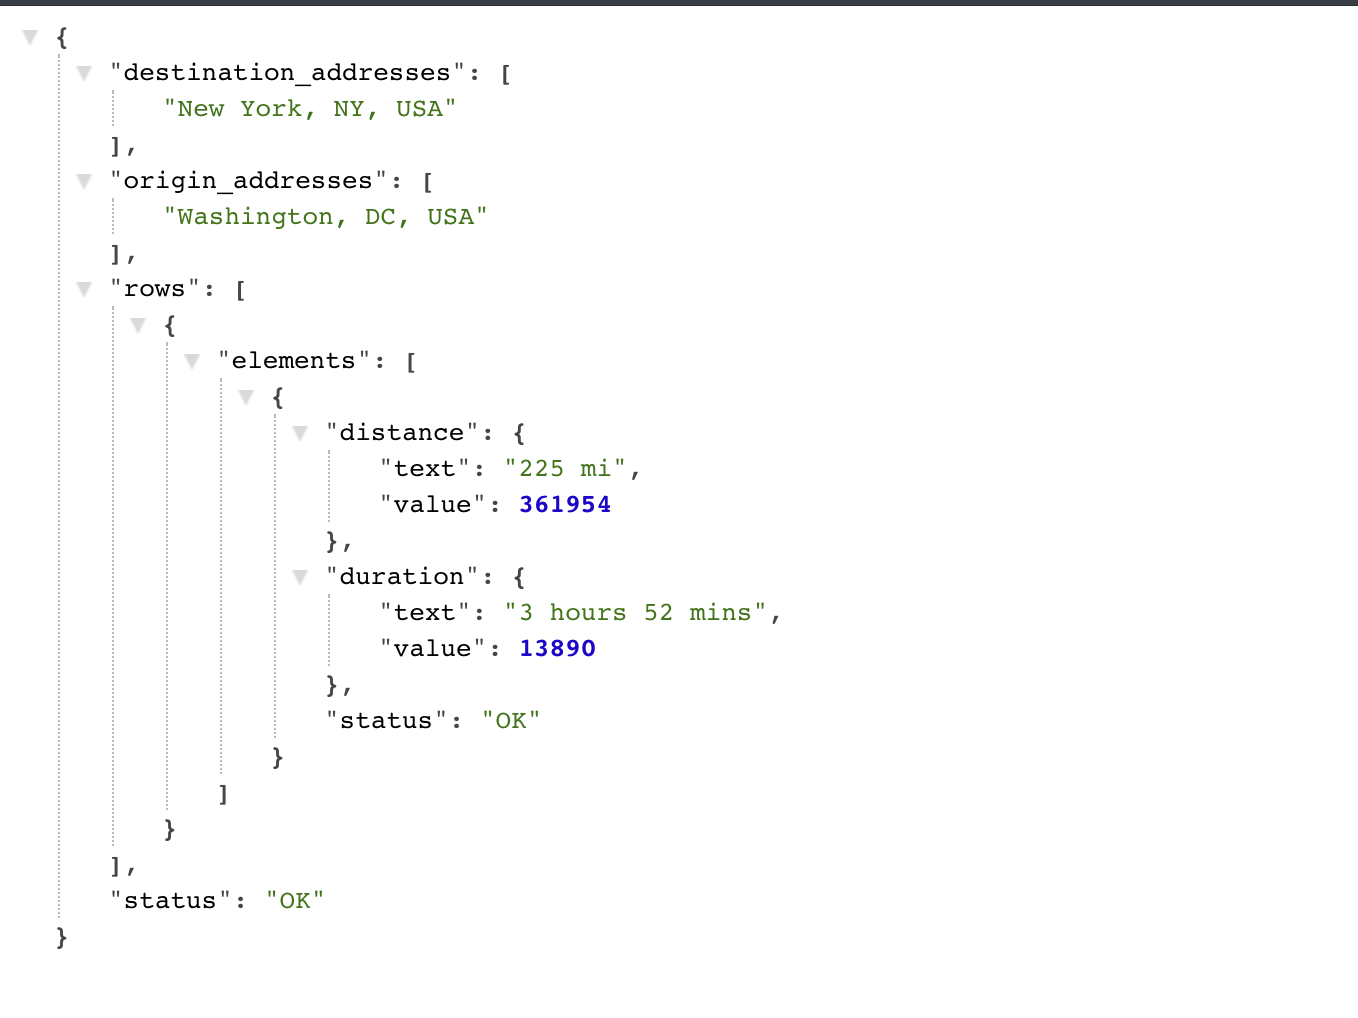 {
"destination_addresses": [
"New York, NY, USA"
],
"origin_addresses": [
"Washington, DC, USA"
],
"rows": [
{
"elements": [
{
"distance": {
"text": "225 mi",
"value": 361954
},
"duration": {
"text": "3 hours 52 mins",
"value": 13890
},
"status": "OK"
}
]
}
],
"status": "OK"
}